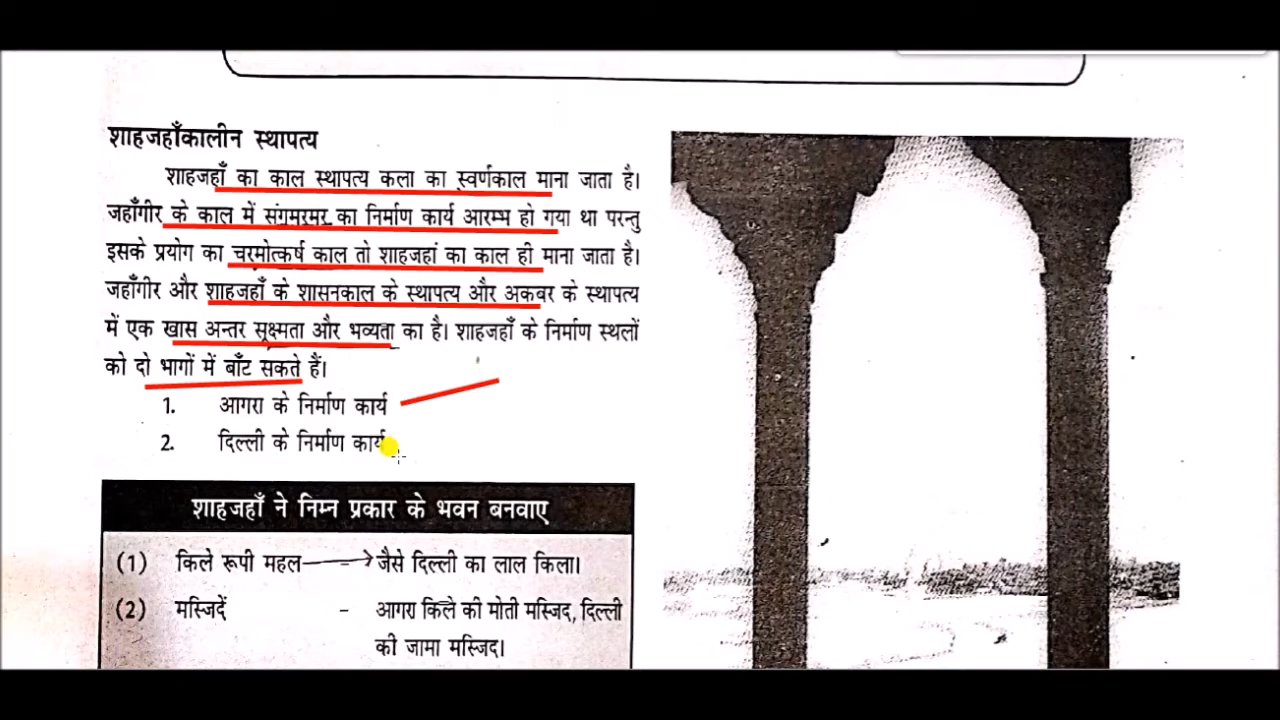 शाहजहाँकालीन स्थापत्य
शाहजहाँ का काल स्थापत्य कला का स्वर्णकाल माना जाता है।
जहाँगीर के काल में संगमरमर का निर्माण कार्य आरम्भ हो गया था परन्तु
इसके प्रयोग का चरमोत्कर्ष काल तो शाहजहां का काल ही माना जाता है।
जहाँगीर और शाहजहाँ के शासनकाल के स्थापत्य और अकबर के स्थापत्य
में एक खास अन्तर सूक्ष्मता और भव्यता का है। शाहजहाँ के निर्माण स्थलों
को दो भागों में बाँट सकते हैं।
1. आगरा के निर्माण कार्य
2. दिल्ली के निर्माण कार्य
शाहजहाँ ने निम्न प्रकार के भवन बनवाए
(1) किले रूपी महल - जैसे दिल्ली का लाल किला।
(2) मस्जिदें - आगरा किले की मोती मस्जिद, दिल्ली
की जामा मस्जिद।